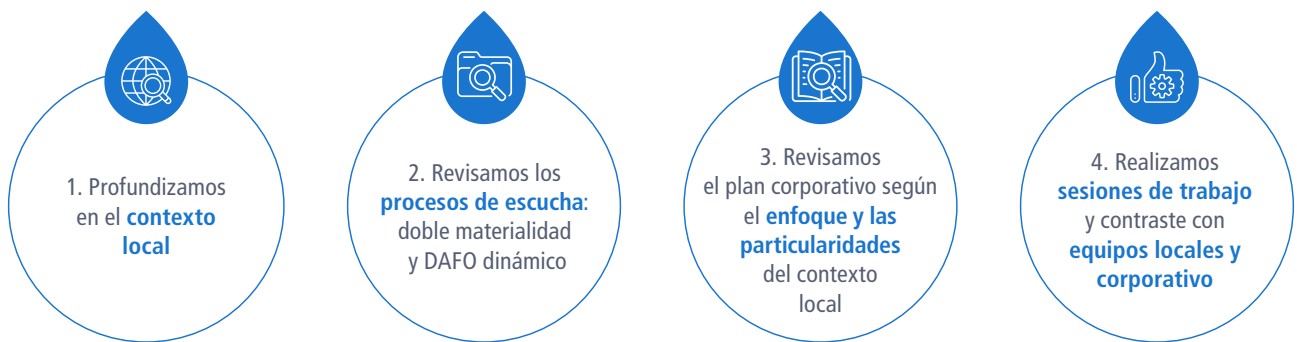 1. Profundizamos
en el contexto
local
2. Revisamos los
procesos de escucha:
doble materialidad
y DAFO dinámico
3. Revisamos
el plan corporativo según
el enfoque y las
particularidades
del contexto
local
4. Realizamos
sesiones de trabajo
y contraste con
equipos locales y
corporativo